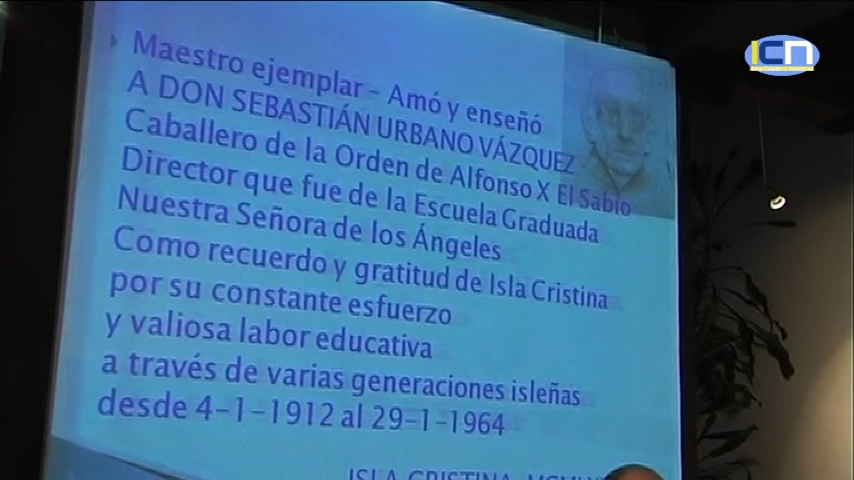 Maestro ejemplar - Amó y enseñó
A DON SEBASTIÁN URBANO VÁZQUEZ
Caballero de la Orden de Alfonso X El Sabio
Director que fue de la Escuela Graduada
Nuestra Señora de los Ángeles
Como recuerdo y gratitud de Isla Cristina
por su constante esfuerzo
y valiosa labor educativa
a través de varias generaciones isleñas
desde 4-1-1912 al 29-1-1964
ISLA CRISTINA
ICN